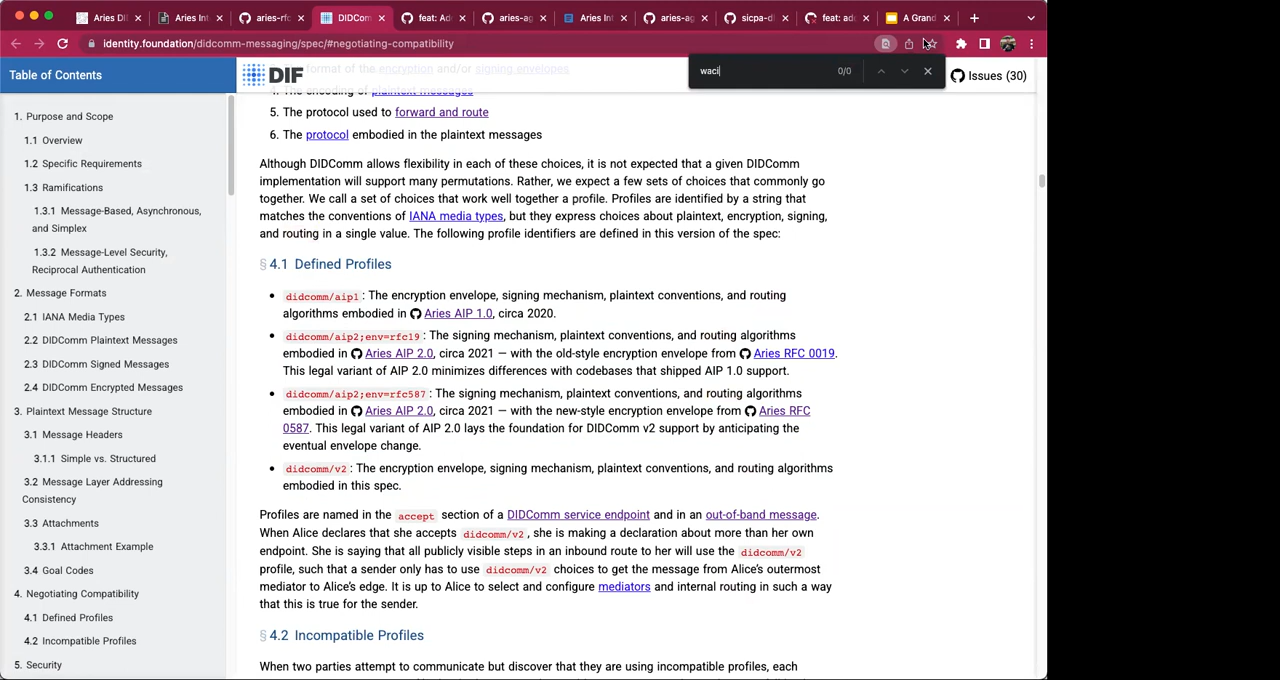 Aries DI
Aries Int
aries-rfc
DIDCom
feat: Ad
aries-ag
Aries Int
aries-ag
sicpa-dl
feat: ad
A Grand
identity.foundation/didcomm-messaging/spec/#negotiating-compatibility
waci
0/0
Table of Contents
DIF
Issues (30)
1. Purpose and Scope
1.1 Overview
1.2 Specific Requirements
1.3 Ramifications
1.3.1 Message-Based, Asynchronous,
and Simplex
1.3.2 Message-Level Security,
Reciprocal Authentication
2. Message Formats
2.1 IANA Media Types
2.2 DIDComm Plaintext Messages
2.3 DIDComm Signed Messages
2.4 DIDComm Encrypted Messages
3. Plaintext Message Structure
3.1 Message Headers
3.1.1 Simple vs. Structured
3.2 Message Layer Addressing
Consistency
3.3 Attachments
3.3.1 Attachment Example
3.4 Goal Codes
4. Negotiating Compatibility
4.1 Defined Profiles
4.2 Incompatible Profiles
5. Security
format of the encryption and/or signing envelopes
4. The encoding of plaintext messages
5. The protocol used to forward and route
6. The protocol embodied in the plaintext messages
Although DIDComm allows flexibility in each of these choices, it is not expected that a given DIDComm
implementation will support many permutations. Rather, we expect a few sets of choices that commonly go
together. We call a set of choices that work well together a profile. Profiles are identified by a string that
matches the conventions of IANA media types, but they express choices about plaintext, encryption, signing,
and routing in a single value. The following profile identifiers are defined in this version of the spec:
§ 4.1 Defined Profiles
• didcomm/aip1: The encryption envelope, signing mechanism, plaintext conventions, and routing
algorithms embodied in Aries AIP 1.0, circa 2020.
• didcomm/aip2;env=rfc19: The signing mechanism, plaintext conventions, and routing algorithms
embodied in Aries AIP 2.0, circa 2021 — with the old-style encryption envelope from Aries RFC 0019.
This legal variant of AIP 2.0 minimizes differences with codebases that shipped AIP 1.0 support.
• didcomm/aip2;env=rfc587: The signing mechanism, plaintext conventions, and routing algorithms
embodied in Aries AIP 2.0, circa 2021 — with the new-style encryption envelope from Aries RFC
0587. This legal variant of AIP 2.0 lays the foundation for DIDComm v2 support by anticipating the
eventual envelope change.
• didcomm/v2: The encryption envelope, signing mechanism, plaintext conventions, and routing algorithms
embodied in this spec.
Profiles are named in the accept section of a DIDComm service endpoint and in an out-of-band message.
When Alice declares that she accepts didcomm/v2, she is making a declaration about more than her own
endpoint. She is saying that all publicly visible steps in an inbound route to her will use the didcomm/v2
profile, such that a sender only has to use didcomm/v2 choices to get the message from Alice's outermost
mediator to Alice's edge. It is up to Alice to select and configure mediators and internal routing in such a way
that this is true for the sender.
§ 4.2 Incompatible Profiles
When two parties attempt to communicate but discover that they are using incompatible profiles, each